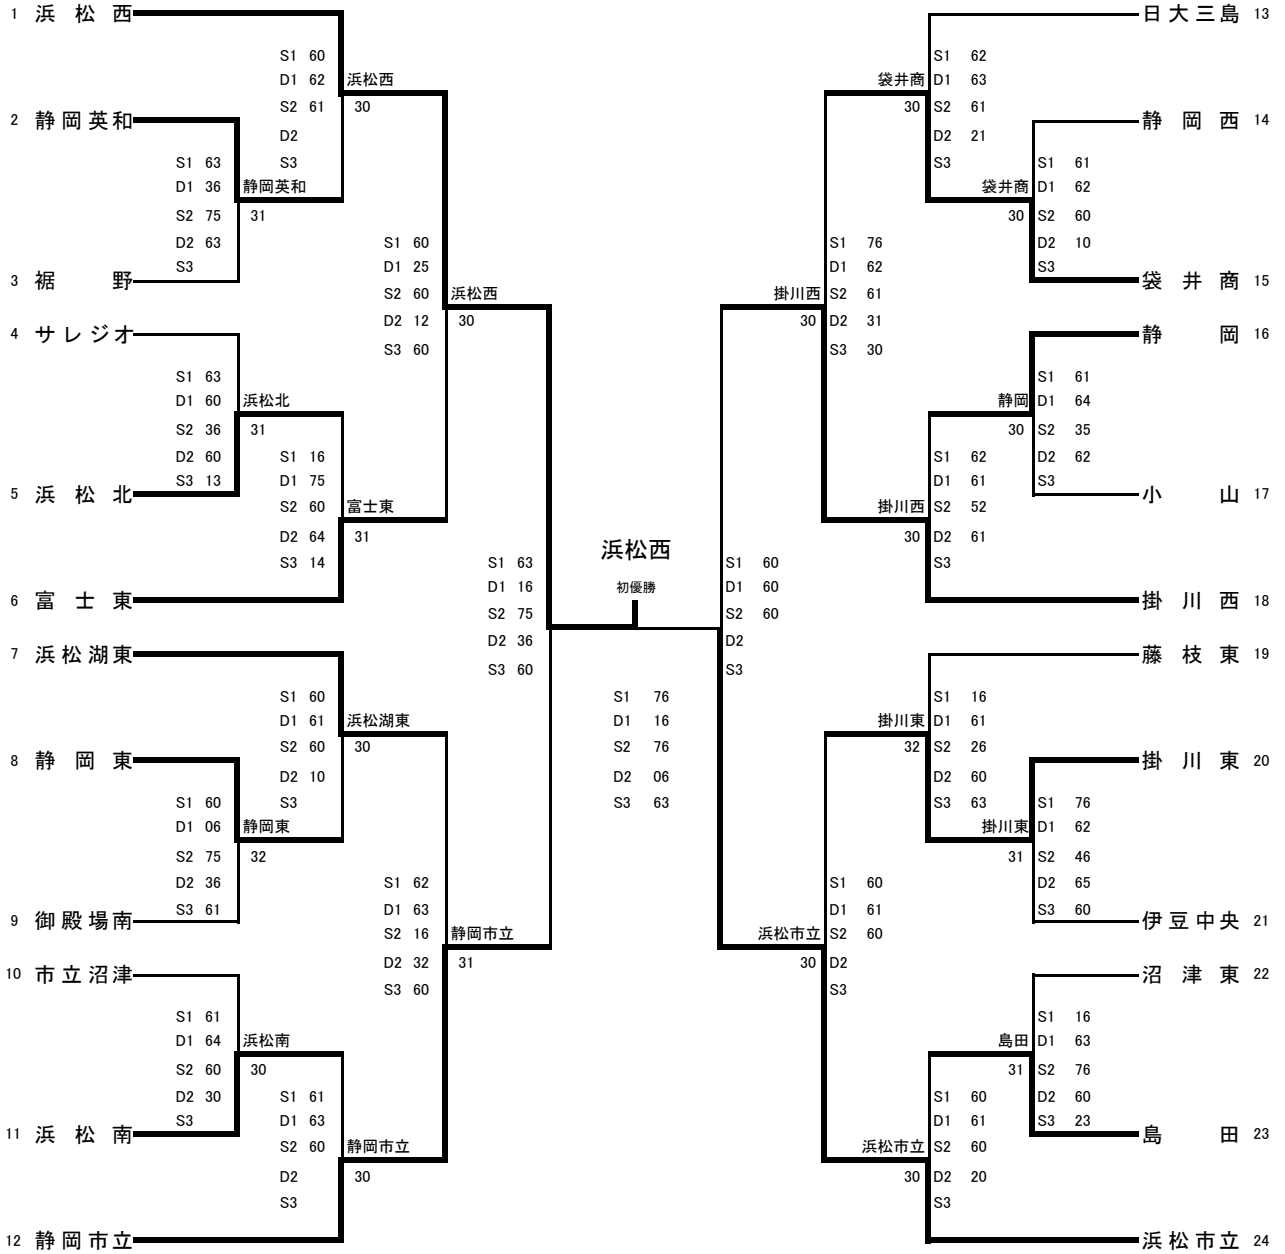 1 浜松西
S1 60
D1 62
S2 61
D2
S3
浜松西
30
2 静岡英和
S1 63
D1 36
S2 75
D2 63
S3
静岡英和
31
3 裾野
S1 60
D1 25
S2 60
D2 12
S3 60
浜松西
30
4 サレジオ
S1 63
D1 60
S2 36
D2 60
S3 13
浜松北
31
5 浜松北
S1 16
D1 75
S2 60
D2 64
S3 14
富士東
31
6 富士東
S1 63
D1 16
S2 75
D2 36
S3 60
7 浜松湖東
S1 60
D1 61
S2 60
D2 10
S3
浜松湖東
30
8 静岡東
S1 60
D1 06
S2 75
D2 36
S3 61
静岡東
32
9 御殿場南
S1 62
D1 63
S2 16
D2 32
S3 60
静岡市立
31
10 市立沼津
S1 61
D1 64
S2 60
D2 30
S3
浜松南
30
11 浜松南
S1 61
D1 63
S2 60
D2
S3
静岡市立
30
12 静岡市立
浜松西
初優勝
S1 76
D1 16
S2 76
D2 06
S3 63
日大三島 13
S1 62
D1 63
S2 61
D2 21
S3
袋井商
30
静岡西 14
S1 61
D1 62
S2 60
D2 10
S3
袋井商
30
袋井商 15
S1 76
D1 62
S2 61
D2 31
S3 30
掛川西
30
静岡 16
S1 61
D1 64
S2 35
D2 62
S3
静岡
30
小山 17
S1 62
D1 61
S2 52
D2 61
S3
掛川西
30
掛川西 18
S1 60
D1 60
S2 60
D2
S3
藤枝東 19
S1 16
D1 61
S2 26
D2 60
S3 63
掛川東
32
掛川東 20
S1 76
D1 62
S2 46
D2 65
S3 60
掛川東
31
伊豆中央 21
S1 60
D1 61
S2 60
D2
S3
浜松市立
30
沼津東 22
S1 16
D1 63
S2 76
D2 60
S3 23
島田
31
島田 23
S1 60
D1 61
S2 60
D2 20
S3
浜松市立
30
浜松市立 24